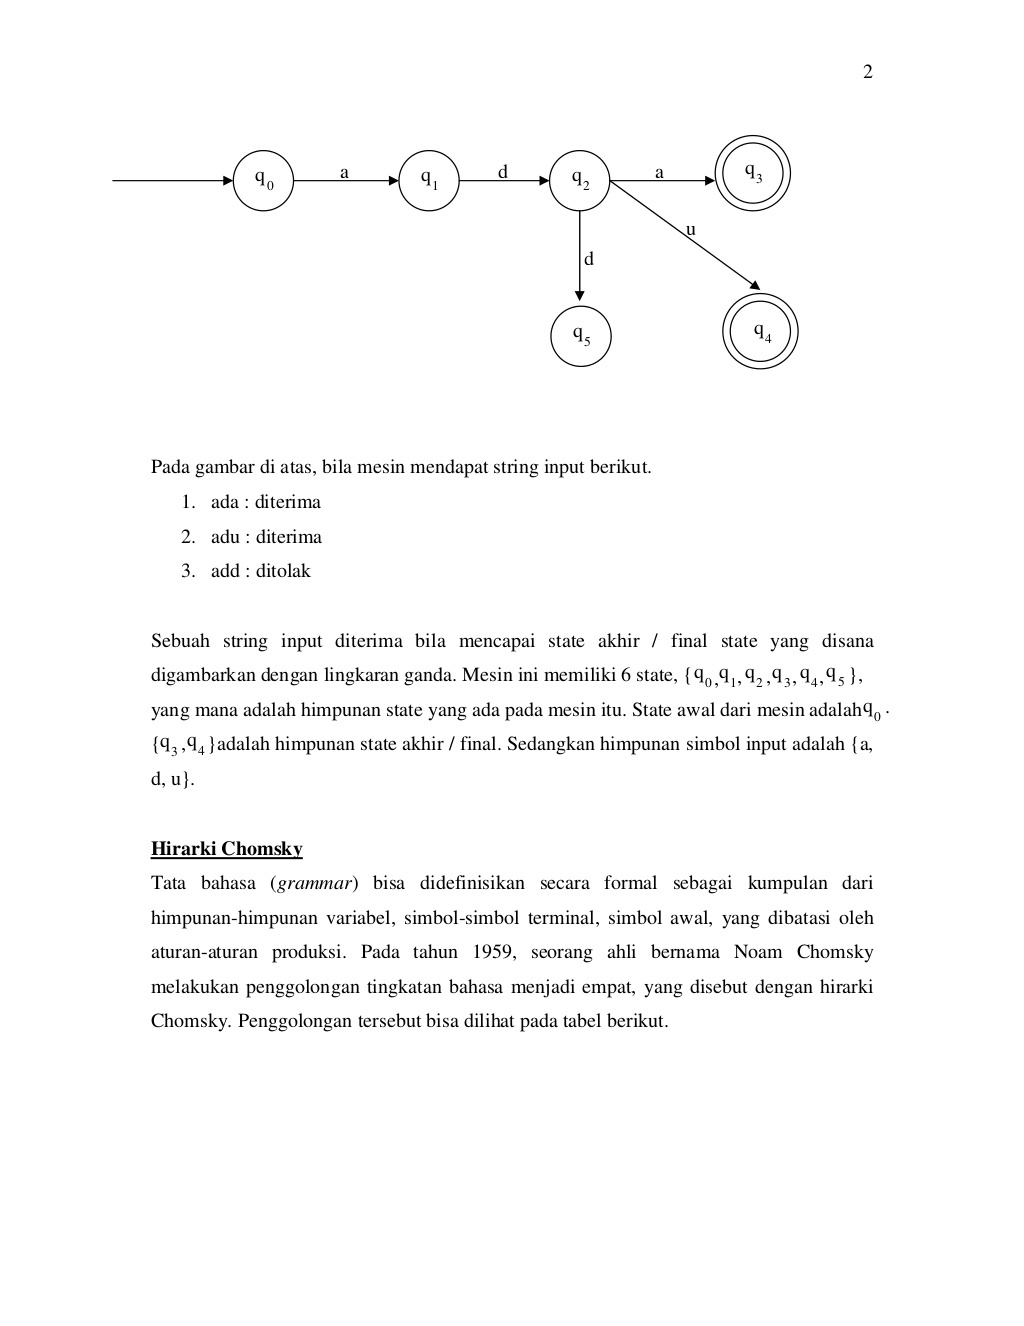 2
q0 a q1 d q2 a q3
u
d
q5 q4
Pada gambar di atas, bila mesin mendapat string input berikut.
1. ada : diterima
2. adu : diterima
3. add : ditolak
Sebuah string input diterima bila mencapai state akhir / final state yang disana
digambarkan dengan lingkaran ganda. Mesin ini memiliki 6 state, {q0,q1,q2,q3,q4,q5},
yang mana adalah himpunan state yang ada pada mesin itu. State awal dari mesin adalahq0.
{q3,q4}adalah himpunan state akhir / final. Sedangkan himpunan simbol input adalah {a,
d, u}.
Hirarki Chomsky
Tata bahasa (grammar) bisa didefinisikan secara formal sebagai kumpulan dari
himpunan-himpunan variabel, simbol-simbol terminal, simbol awal, yang dibatasi oleh
aturan-aturan produksi. Pada tahun 1959, seorang ahli bernama Noam Chomsky
melakukan penggolongan tingkatan bahasa menjadi empat, yang disebut dengan hirarki
Chomsky. Penggolongan tersebut bisa dilihat pada tabel berikut.